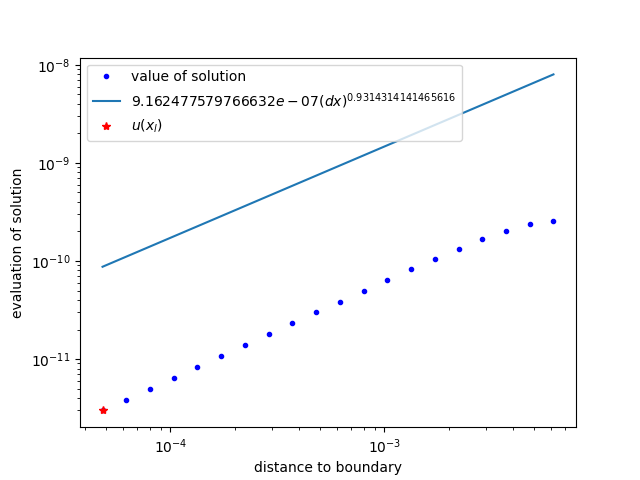 value of solution
9.162477579766632e − 07(dx)^0.9314314141465616
u(x_l)
10^−8
10^−9
10^−10
10^−11
evaluation of solution
10^−4
10^−3
distance to boundary